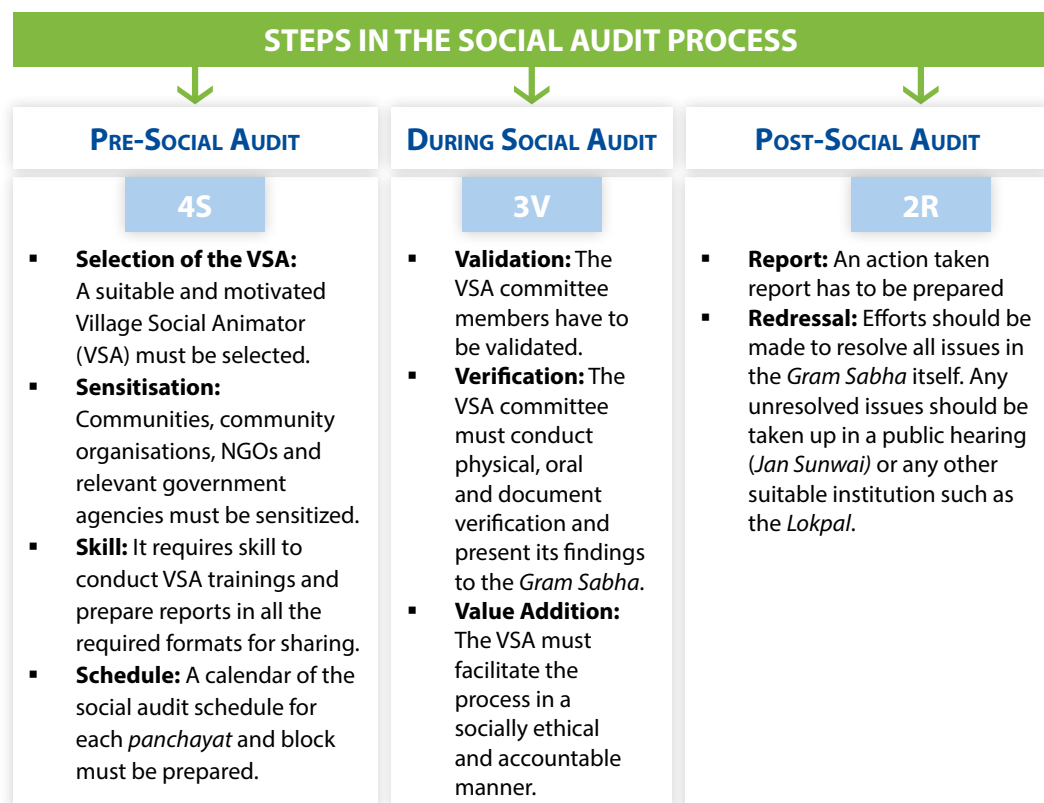 STEPS IN THE SOCIAL AUDIT PROCESS
PRE-SOCIAL AUDIT
4S
▪ Selection of the VSA:
A suitable and motivated
Village Social Animator
(VSA) must be selected.
▪ Sensitisation:
Communities, community
organisations, NGOs and
relevant government
agencies must be sensitized.
▪ Skill: It requires skill to
conduct VSA trainings and
prepare reports in all the
required formats for sharing.
▪ Schedule: A calendar of the
social audit schedule for
each panchayat and block
must be prepared.
DURING SOCIAL AUDIT
3V
▪ Validation: The
VSA committee
members have to
be validated.
▪ Verification: The
VSA committee
must conduct
physical, oral
and document
verification and
present its findings
to the Gram Sabha.
▪ Value Addition:
The VSA must
facilitate the
process in a
socially ethical
and accountable
manner.
POST-SOCIAL AUDIT
2R
▪ Report: An action taken
report has to be prepared
▪ Redressal: Efforts should be
made to resolve all issues in
the Gram Sabha itself. Any
unresolved issues should be
taken up in a public hearing
(Jan Sunwai) or any other
suitable institution such as
the Lokpal.